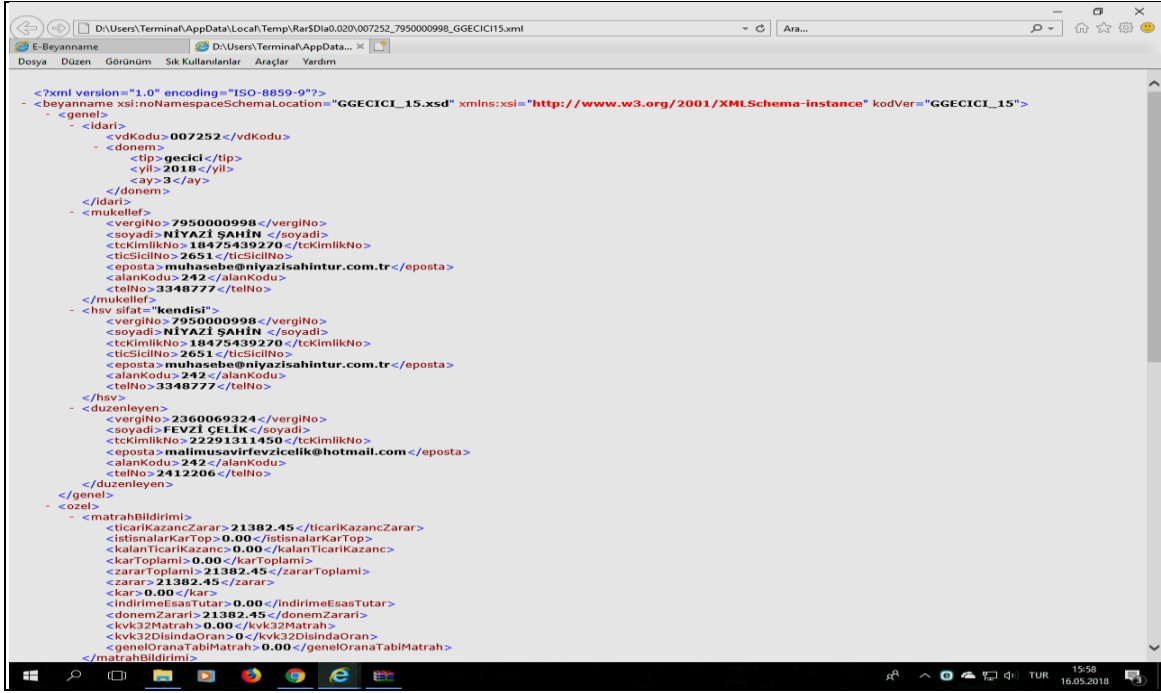 D:\Users\Terminal\AppData\Local\Temp\Rar$DIa0.020\007252_7950000998_GGECICI15.xml
Ara...
E-Beyanname
D:\Users\Terminal\AppData...
Dosya Düzen Görünüm Sık Kullanılanlar Araçlar Yardım
<?xml version="1.0" encoding="ISO-8859-9"?>
- <beyanname xsi:noNamespaceSchemaLocation="GGECICI_15.xsd" xmlns:xsi="http://www.w3.org/2001/XMLSchema-instance" kodVer="GGECICI_15">
- <genel>
- <idari>
<vdKodu>007252</vdKodu>
- <donem>
<tip>gecici</tip>
<yil>2018</yil>
<ay>3</ay>
</donem>
</idari>
- <mukellef>
<vergiNo>7950000998</vergiNo>
<soyadi>NİYAZİ ŞAHİN </soyadi>
<tcKimlikNo>18475439270</tcKimlikNo>
<ticSicilNo>2651</ticSicilNo>
<eposta>muhasebe@niyazisahintur.com.tr</eposta>
<alanKodu>242</alanKodu>
<telNo>3348777</telNo>
</mukellef>
- <hsv sifat="kendisi">
<vergiNo>7950000998</vergiNo>
<soyadi>NİYAZİ ŞAHİN </soyadi>
<tcKimlikNo>18475439270</tcKimlikNo>
<ticSicilNo>2651</ticSicilNo>
<eposta>muhasebe@niyazisahintur.com.tr</eposta>
<alanKodu>242</alanKodu>
<telNo>3348777</telNo>
</hsv>
- <duzenleyen>
<vergiNo>2360069324</vergiNo>
<soyadi>FEVZİ ÇELİK</soyadi>
<tcKimlikNo>22291311450</tcKimlikNo>
<eposta>malimusavirfevzicelik@hotmail.com</eposta>
<alanKodu>242</alanKodu>
<telNo>2412206</telNo>
</duzenleyen>
</genel>
- <ozel>
- <matrahBildirimi>
<ticariKazancZarar>21382.45</ticariKazancZarar>
<istisnalarKarTop>0.00</istisnalarKarTop>
<kalanTicariKazanc>0.00</kalanTicariKazanc>
<karToplami>0.00</karToplami>
<zararToplami>21382.45</zararToplami>
<zarar>21382.45</zarar>
<kar>0.00</kar>
<indirimeEsasTutar>0.00</indirimeEsasTutar>
<donemZarari>21382.45</donemZarari>
<kvk32Matrah>0.00</kvk32Matrah>
<kvk32DisindaOran>0</kvk32DisindaOran>
<genelOranaTabiMatrah>0.00</genelOranaTabiMatrah>
</matrahBildirimi>
TUR
15:58
16.05.2018